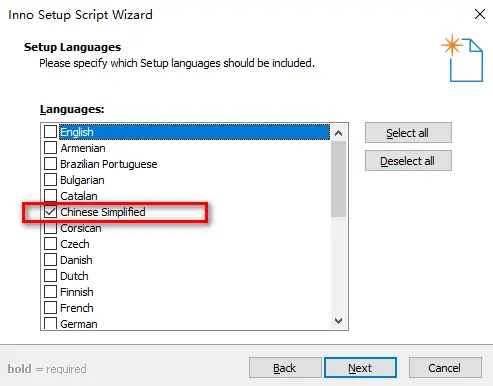 Inno Setup Script Wizard
Setup Languages
Please specify which Setup languages should be included.
Languages:
English
Armenian
Brazilian Portuguese
Bulgarian
Catalan
Chinese Simplified
Corsican
Czech
Danish
Dutch
Finnish
French
German
Select all
Deselect all
bold = required
Back
Next
Cancel